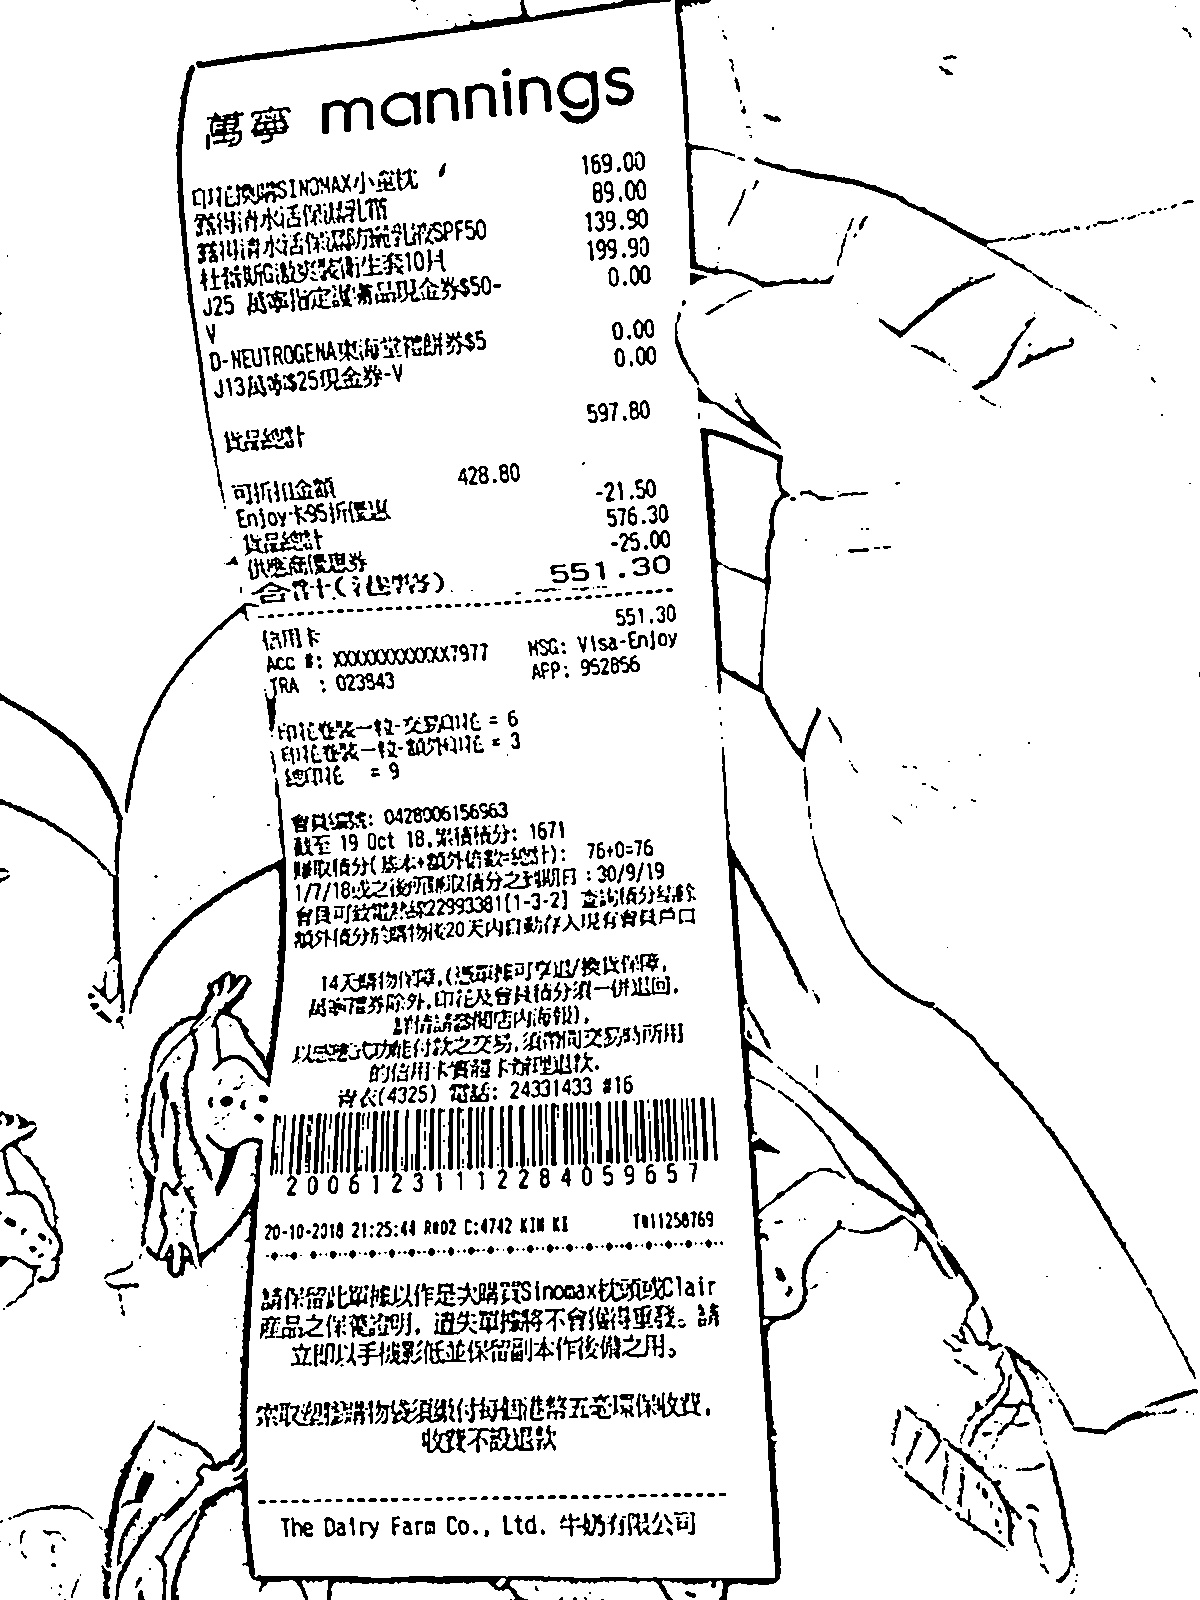 萬寧 mannings
印花換購SINOMAX小童枕 169.00
露得清水活保濕乳霜 89.00
露得清水活保濕防曬乳液SPF50 139.90
杜蕾斯G激爽裝衛生套10片 199.90
J25 萬寧指定護膚品現金券$50- 0.00
V
D-NEUTROGENA東海堂禮餅券$5 0.00
J13萬寧$25現金券-V 0.00
貨品總計 597.80
可折扣金額 428.80
Enjoy卡95折優惠 -21.50
貨品總計 576.30
供應商優惠券 -25.00
合計(港幣) 551.30
信用卡 551.30
Acc #: XXXXXXXXXXXX7977 MSG: Visa-Enjoy
TRA : 023843 APP: 952856
印花套裝一粒-交易印花 = 6
印花套裝一粒-額外印花 = 3
總印花 = 9
會員編號: 0428006156963
截至 19 Oct 18,累積積分: 1671
賺取積分(基本+額外倍數=總計): 76+0=76
1/7/18或之後所賺取積分之到期日:30/9/19
會員可致電熱線22993381[1-3-2] 查詢積分結餘
額外積分於購物後20天內自動存入現有會員戶口
14天購物保障,(憑單據可享退/換貨保障,
萬寧禮券除外,印花及會員積分須一併退回,
詳情請參閱店內海報),
以感應式功能付款之交易,須帶同交易時所用
的信用卡實體卡辦理退款.
青衣(4325) 電話: 24331433 #16
20061231112284059657
20-10-2018 21:25:44 R#02 C:4742 KIM KI T#11258769
請保留此單據以作是次購買Sinomax枕頭或Clair
產品之保養證明, 遺失單據將不會獲得重發。請
立即以手機影低並保留副本作後備之用。
索取塑膠購物袋須繳付每個港幣五毫環保收費,
收費不設退款
The Dairy Farm Co., Ltd. 牛奶有限公司